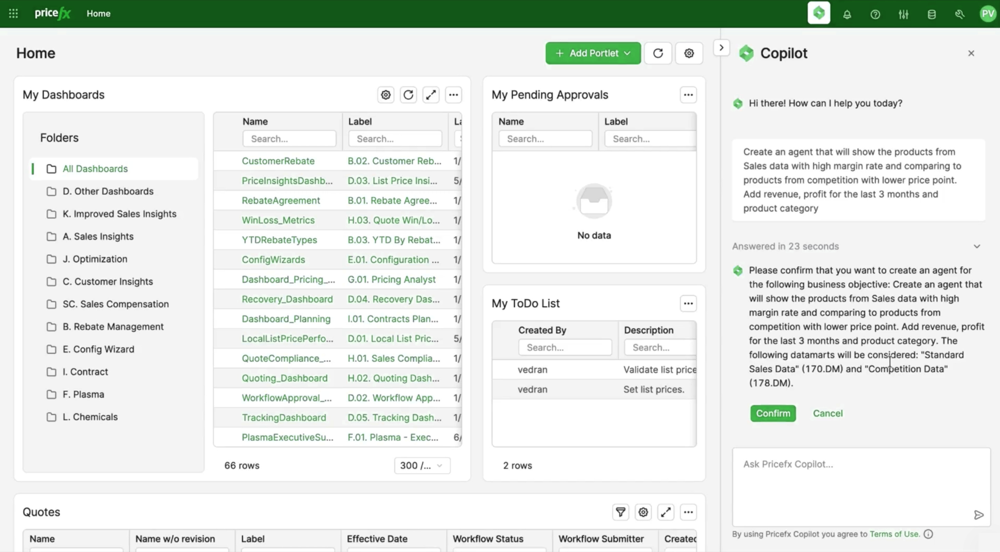 pricefx Home PV
Home
Add Portlet
My Dashboards
Folders
All Dashboards
D. Other Dashboards
K. Improved Sales Insights
A. Sales Insights
J. Optimization
C. Customer Insights
SC. Sales Compensation
B. Rebate Management
E. Config Wizard
I. Contract
F. Plasma
L. Chemicals
Name Label
Search... Search...
CustomerRebate B.02. Customer Reb... 1/
PriceInsightsDashb... D.03. List Price Insi... 5/
RebateAgreement B.01. Rebate Agree... 1/
WinLoss_Metrics H.03. Quote Win/Lo... 1/
YTDRebateTypes B.03. YTD By Rebat... 1/
ConfigWizards E.01. Configuration ... 1/
Dashboard_Pricing_... G.01. Pricing Analyst 1/
Recovery_Dashboard D.04. Recovery Das... 1/
Dashboard_Planning I.01. Contracts Plan... 1/
LocalListPricePerfo... D.01. Local List Pric... 5/
QuoteCompliance_... H.01. Sales Complia... 1/
Quoting_Dashboard H.02. Quoting Dash... 1/
WorkflowApproval_... D.02. Workflow App... 1/
TrackingDashboard D.05. Tracking Dash... 1/
PlasmaExecutiveSu... F.01. Plasma - Exec... 6/
66 rows 300 /...
My Pending Approvals
Name Label
Search... Search...
No data
My ToDo List
Created By Description
Search... Search...
vedran Validate list price
vedran Set list prices.
2 rows
Quotes
Name Name w/o revision Label Effective Date Workflow Status Workflow Submitter Created
Copilot
Hi there! How can I help you today?
Create an agent that will show the products from
Sales data with high margin rate and comparing to
products from competition with lower price point.
Add revenue, profit for the last 3 months and
product category
Answered in 23 seconds
Please confirm that you want to create an agent for
the following business objective: Create an agent that
will show the products from Sales data with high
margin rate and comparing to products from
competition with lower price point. Add revenue, profit
for the last 3 months and product category. The
following datamarts will be considered: "Standard
Sales Data" (170.DM) and "Competition Data"
(178.DM).
Confirm Cancel
Ask Pricefx Copilot...
By using Pricefx Copilot you agree to Terms of Use.